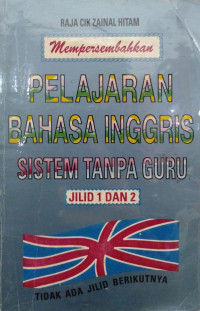 RAJA CIK ZAINAL HITAM
Mempersembahkan
PELAJARAN
BAHASA INGGRIS
SISTEM TANPA GURU
JILID 1 DAN 2
TIDAK ADA JILID BERIKUTNYA